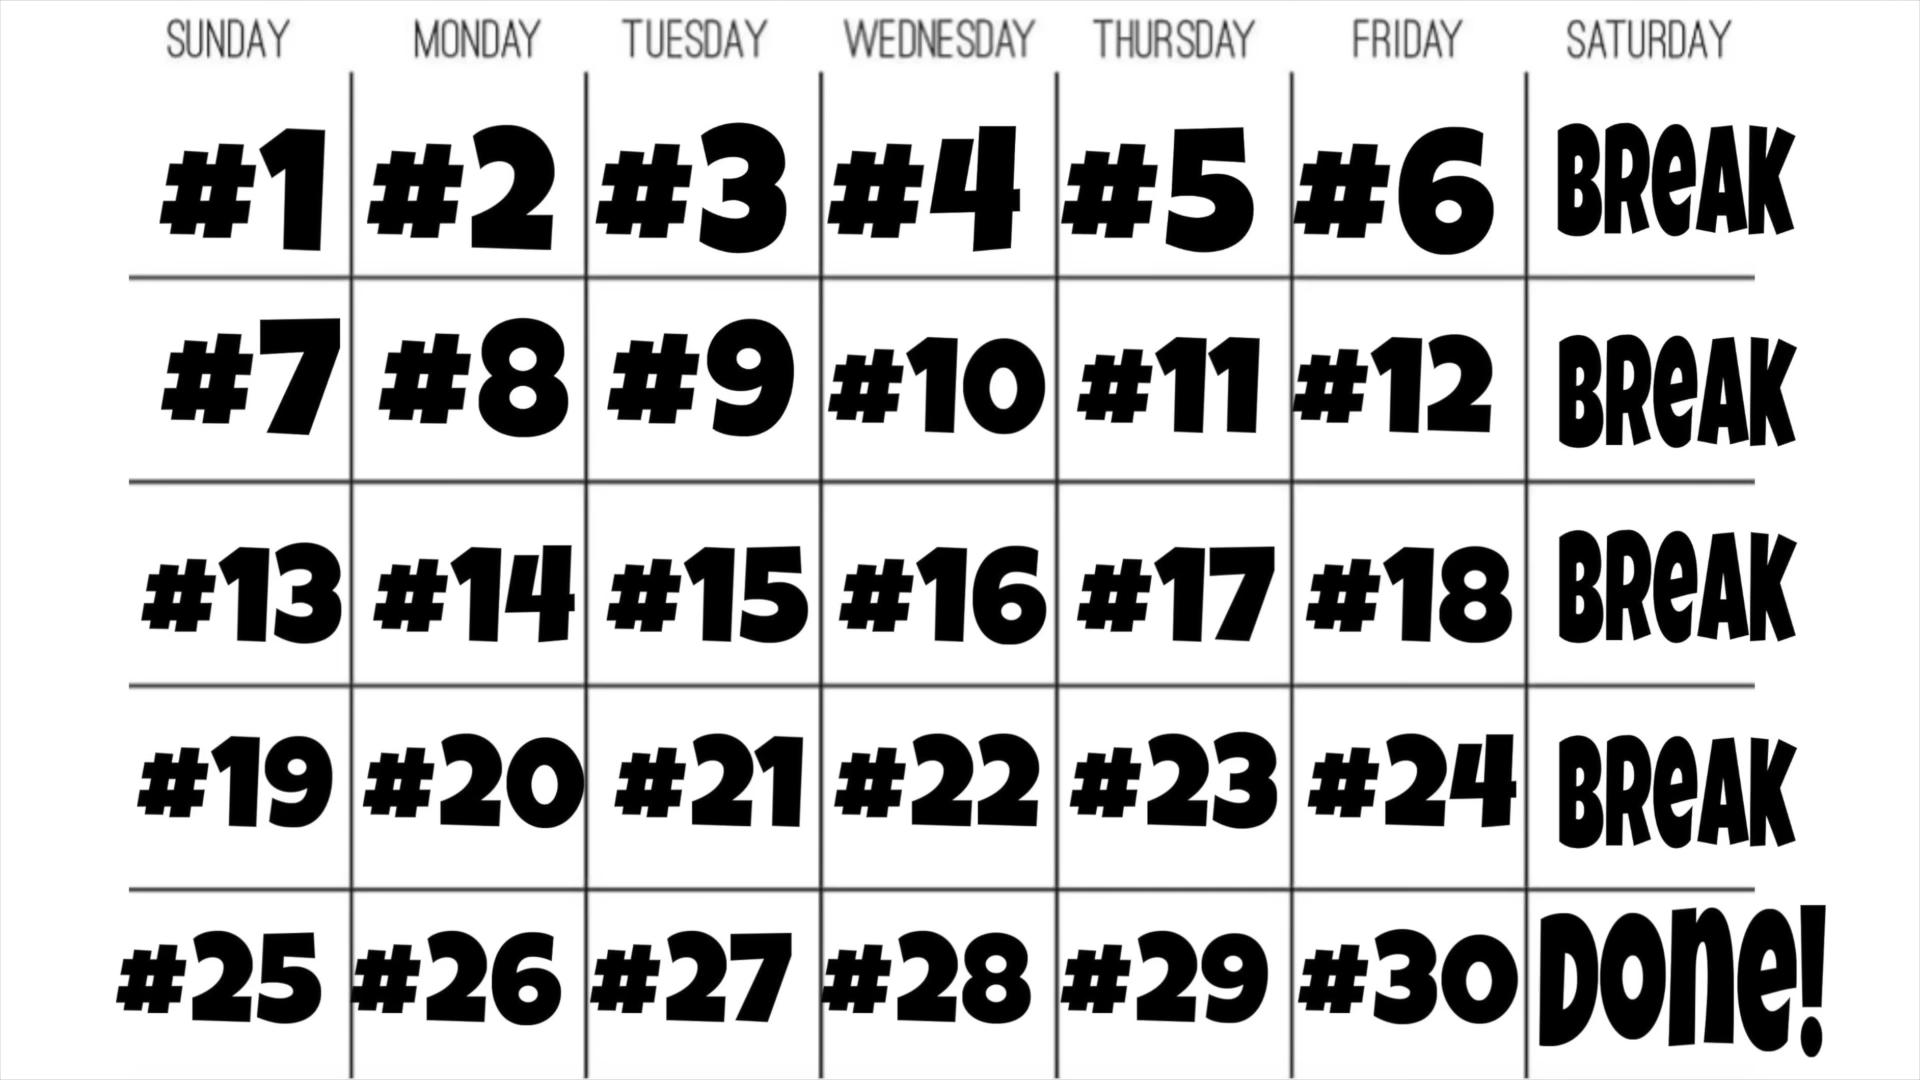 SUNDAY MONDAY TUESDAY WEDNESDAY THURSDAY FRIDAY SATURDAY
#1 #2 #3 #4 #5 #6 BReAK
#7 #8 #9 #10 #11 #12 BReAK
#13 #14 #15 #16 #17 #18 BReAK
#19 #20 #21 #22 #23 #24 BReAK
#25 #26 #27 #28 #29 #30 DOne!